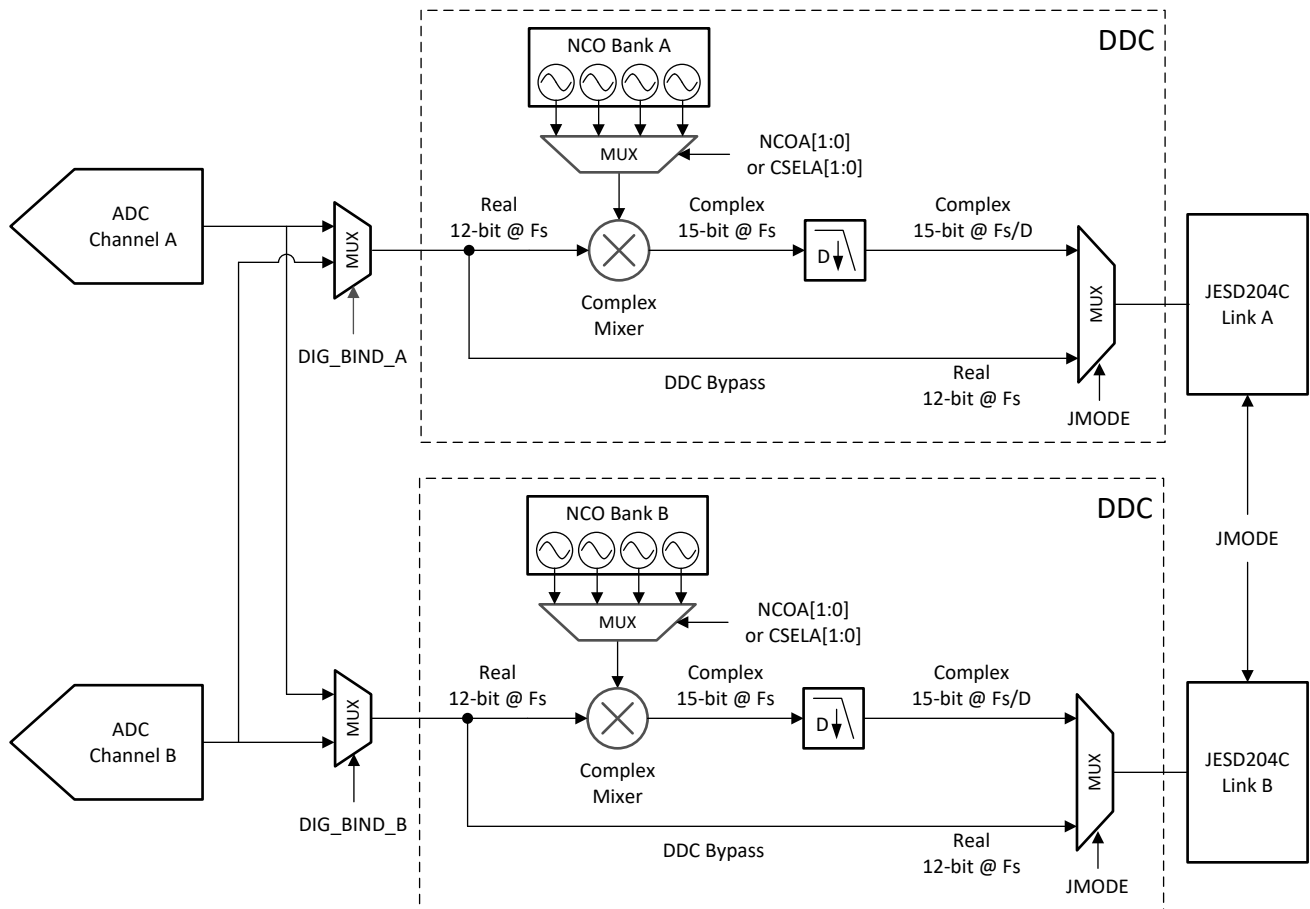 DDC
NCO Bank A
MUX
NCOA[1:0]
or CSELA[1:0]
ADC
Channel A
MUX
DIG_BIND_A
Real
12-bit @ Fs
Complex
Mixer
Complex
15-bit @ Fs
D
Complex
15-bit @ Fs/D
DDC Bypass
Real
12-bit @ Fs
MUX
JMODE
JESD204C
Link A
JMODE
DDC
NCO Bank B
MUX
NCOA[1:0]
or CSELA[1:0]
ADC
Channel B
MUX
DIG_BIND_B
Real
12-bit @ Fs
Complex
Mixer
Complex
15-bit @ Fs
D
Complex
15-bit @ Fs/D
DDC Bypass
Real
12-bit @ Fs
MUX
JMODE
JESD204C
Link B